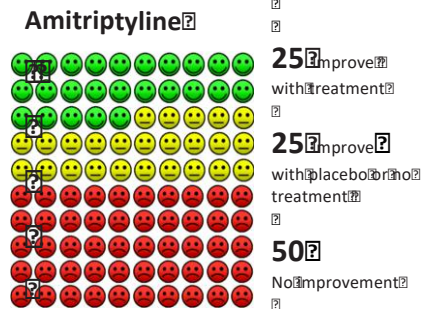 Amitriptyline
25 improve
with treatment
25 improve
with placebo or no
treatment
50
No improvement